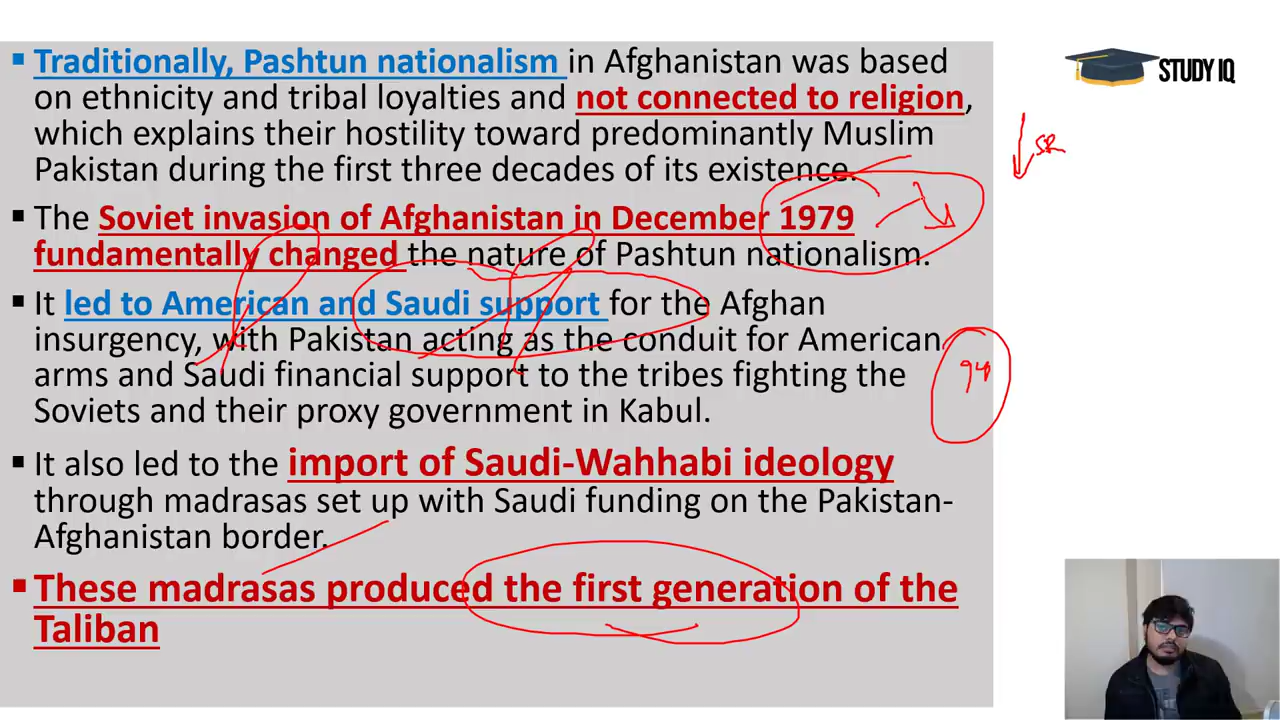 ▪ Traditionally, Pashtun nationalism in Afghanistan was based
on ethnicity and tribal loyalties and not connected to religion,
which explains their hostility toward predominantly Muslim
Pakistan during the first three decades of its existence.
▪ The Soviet invasion of Afghanistan in December 1979
fundamentally changed the nature of Pashtun nationalism.
▪ It led to American and Saudi support for the Afghan
insurgency, with Pakistan acting as the conduit for American
arms and Saudi financial support to the tribes fighting the
Soviets and their proxy government in Kabul.
▪ It also led to the import of Saudi-Wahhabi ideology
through madrasas set up with Saudi funding on the Pakistan-
Afghanistan border.
▪ These madrasas produced the first generation of the
Taliban
STUDY IQ
SR